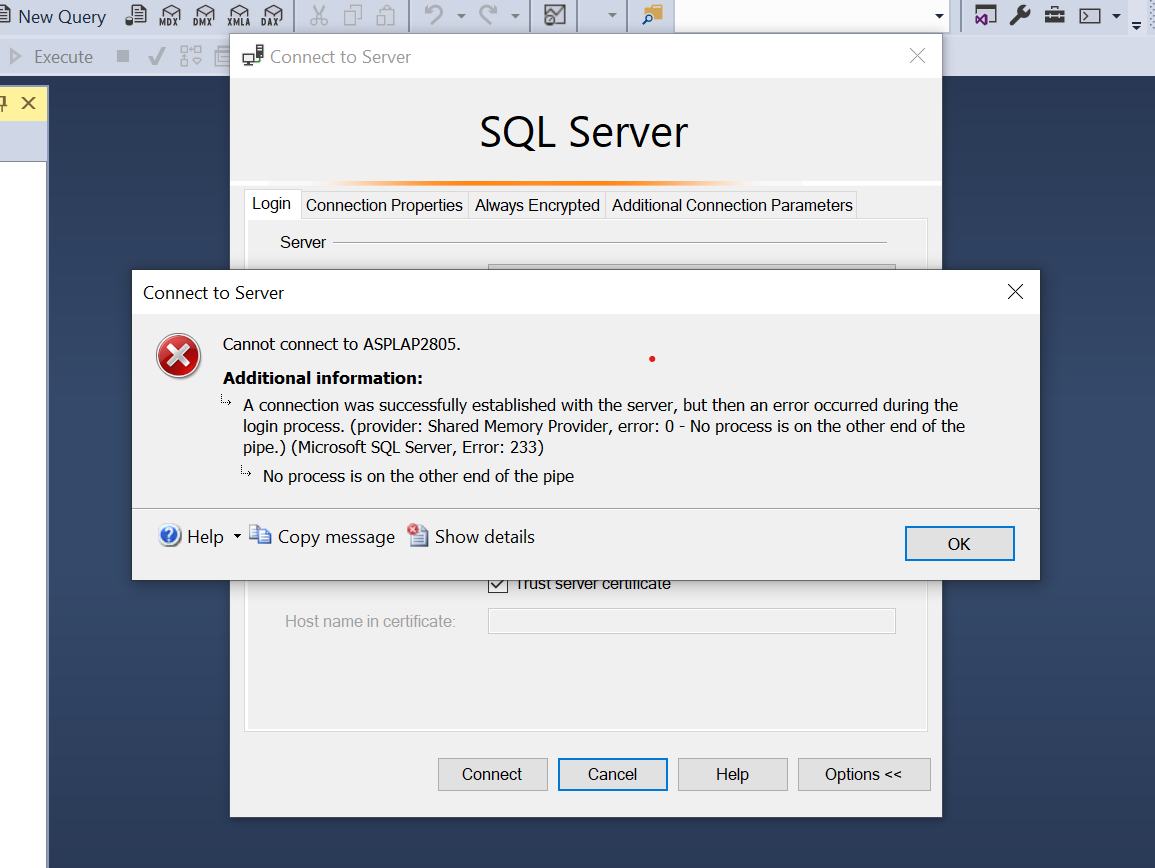 New Query
MDX
DMX
XMLA
DAX
Execute
Connect to Server
SQL Server
Login
Connection Properties
Always Encrypted
Additional Connection Parameters
Server
Connect to Server
Cannot connect to ASPLAP2805.
Additional information:
A connection was successfully established with the server, but then an error occurred during the
login process. (provider: Shared Memory Provider, error: 0 - No process is on the other end of the
pipe.) (Microsoft SQL Server, Error: 233)
No process is on the other end of the pipe
Help
Copy message
Show details
OK
Trust server certificate
Host name in certificate:
Connect
Cancel
Help
Options <<